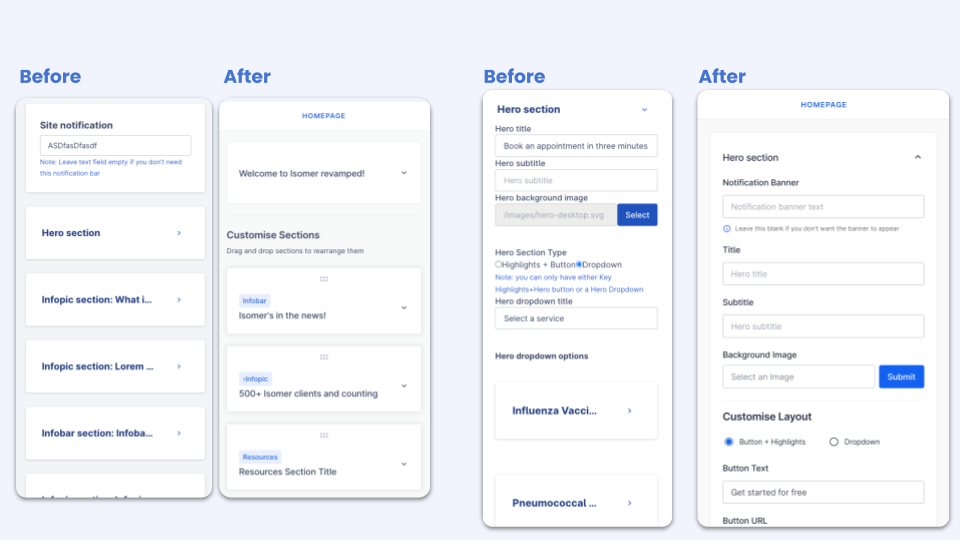 Before
Site notification
ASDfasDfasdf
Note: Leave text field empty if you don't need
this notification bar
Hero section
Infopic section: What i...
Infopic section: Lorem ...
Infobar section: Infoba...
After
HOMEPAGE
Welcome to Isomer revamped!
Customise Sections
Drag and drop sections to rearrange them
Infobar
Isomer's in the news!
Infopic
500+ Isomer clients and counting
Resources
Resources Section Title
Before
Hero section
Hero title
Book an appointment in three minutes
Hero subtitle
Hero subtitle
Hero background image
/images/hero-desktop.svg
Select
Hero Section Type
Highlights + Button Dropdown
Note: you can only have either Key
Highlights+Hero button or a Hero Dropdown
Hero dropdown title
Select a service
Hero dropdown options
Influenza Vacci...
Pneumococcal ...
After
HOMEPAGE
Hero section
Notification Banner
Notification banner text
Leave this blank if you don't want the banner to appear
Title
Hero title
Subtitle
Hero subtitle
Background Image
Select an Image
Submit
Customise Layout
Button + Highlights
Dropdown
Button Text
Get started for free
Button URL